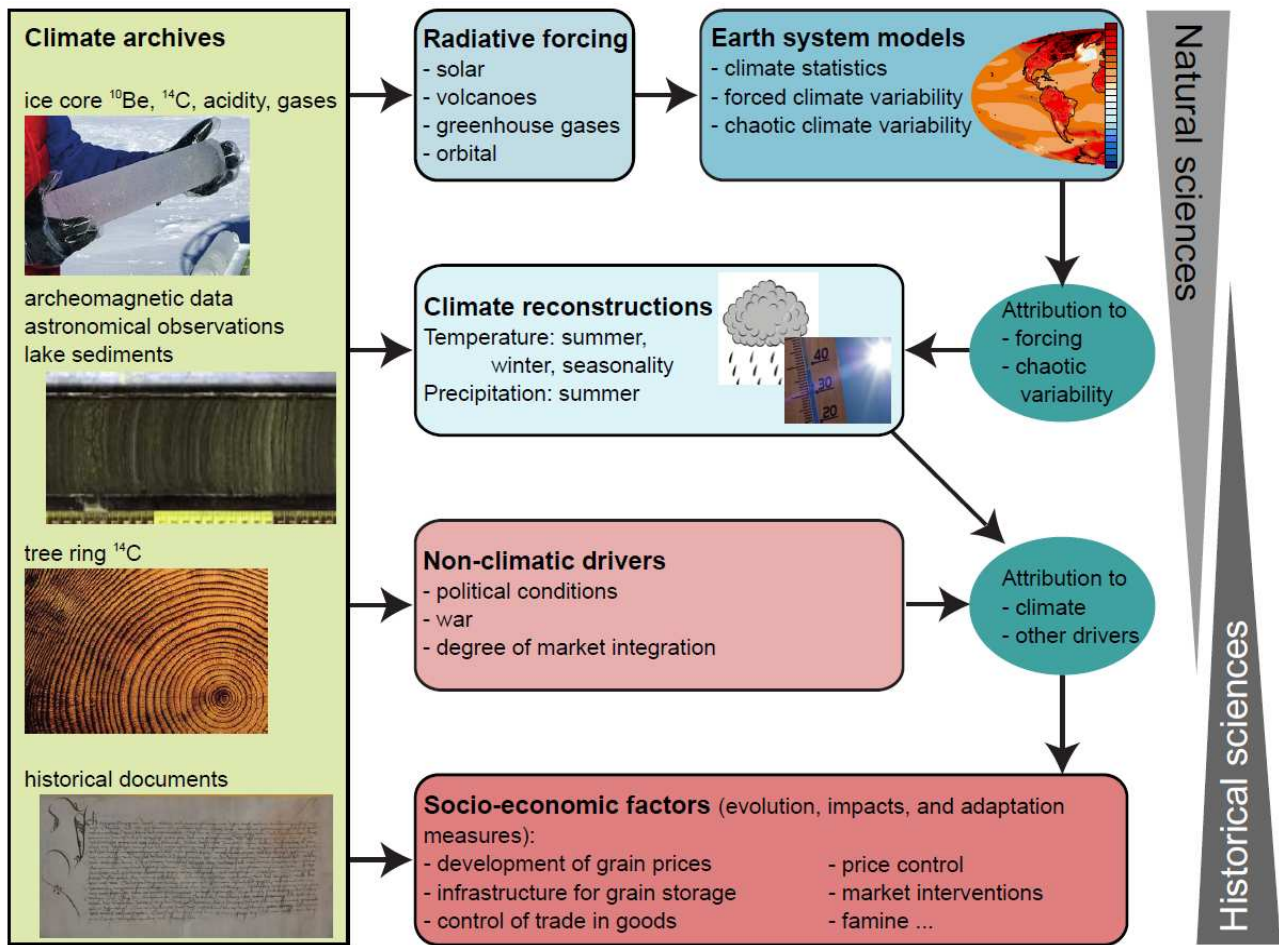 Climate archives
ice core ¹⁰Be, ¹⁴C, acidity, gases
archeomagnetic data
astronomical observations
lake sediments
tree ring ¹⁴C
historical documents
Radiative forcing
- solar
- volcanoes
- greenhouse gases
- orbital
Earth system models
- climate statistics
- forced climate variability
- chaotic climate variability
Climate reconstructions
Temperature: summer,
winter, seasonality
Precipitation: summer
40
30
20
Attribution to
- forcing
- chaotic
variability
Non-climatic drivers
- political conditions
- war
- degree of market integration
Attribution to
- climate
- other drivers
Socio-economic factors (evolution, impacts, and adaptation
measures):
- development of grain prices
- infrastructure for grain storage
- control of trade in goods
- price control
- market interventions
- famine ...
Natural sciences
Historical sciences